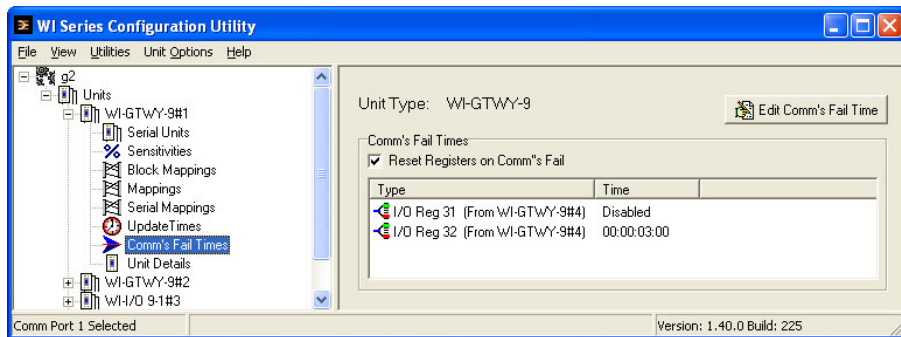 WI Series Configuration Utility
File View Utilities Unit Options Help
g2
Units
WI-GTWY-9#1
Serial Units
Sensitivities
Block Mappings
Mappings
Serial Mappings
UpdateTimes
Comm's Fail Times
Unit Details
WI-GTWY-9#2
WI-I/O 9-1#3
Unit Type: WI-GTWY-9
Edit Comm's Fail Time
Comm's Fail Times
Reset Registers on Comm"s Fail
Type Time
I/O Reg 31 (From WI-GTWY-9#4) Disabled
I/O Reg 32 (From WI-GTWY-9#4) 00:00:03:00
Comm Port 1 Selected
Version: 1.40.0 Build: 225